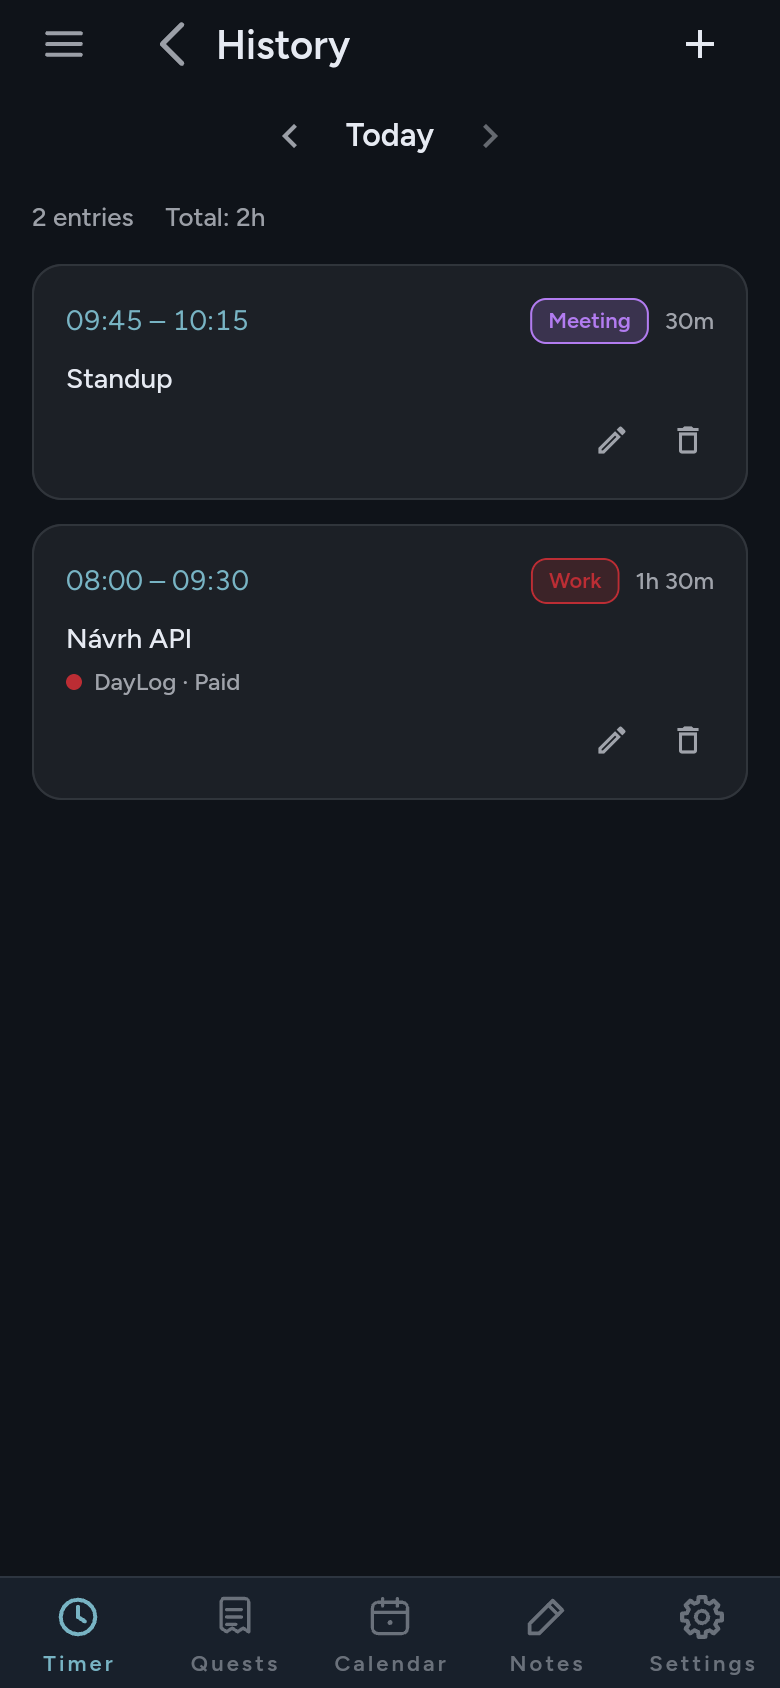 History
Today
2 entries Total: 2h
09:45 – 10:15 Meeting 30m
Standup
08:00 – 09:30 Work 1h 30m
Návrh API
DayLog · Paid
Timer Quests Calendar Notes Settings